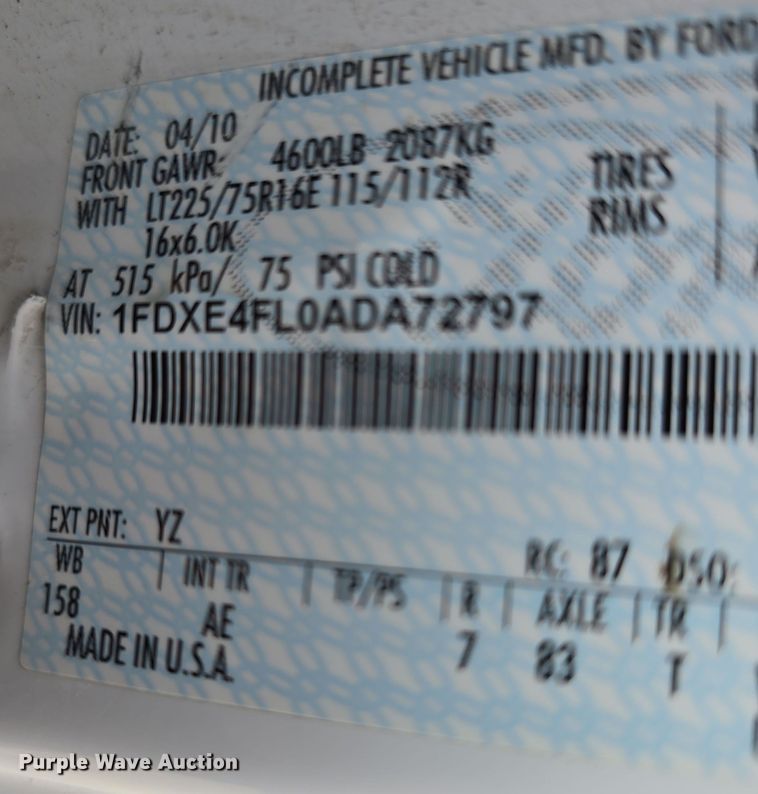 INCOMPLETE VEHICLE MFD. BY FORD
DATE: 04/10
FRONT GAWR: 4600LB 2087KG
WITH LT225/75R16E 115/112R TIRES
16x6.0K RIMS
AT 515 kPa/ 75 PSI COLD
VIN: 1FDXE4FL0ADA72797
EXT PNT: YZ RC: 87 DSO:
WB | INT TR | TP/PS | R | AXLE | TR |
158 AE 7 83 T
MADE IN U.S.A.
Purple Wave Auction